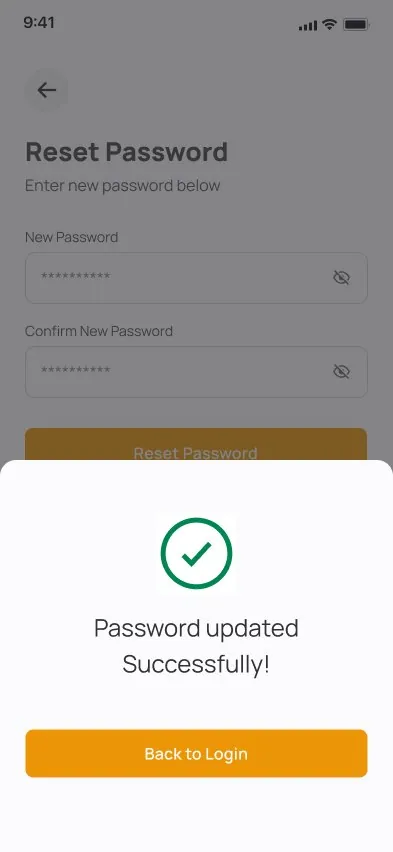 9:41
Reset Password
Enter new password below
New Password
**********
Confirm New Password
**********
Reset Password
Password updated
Successfully!
Back to Login